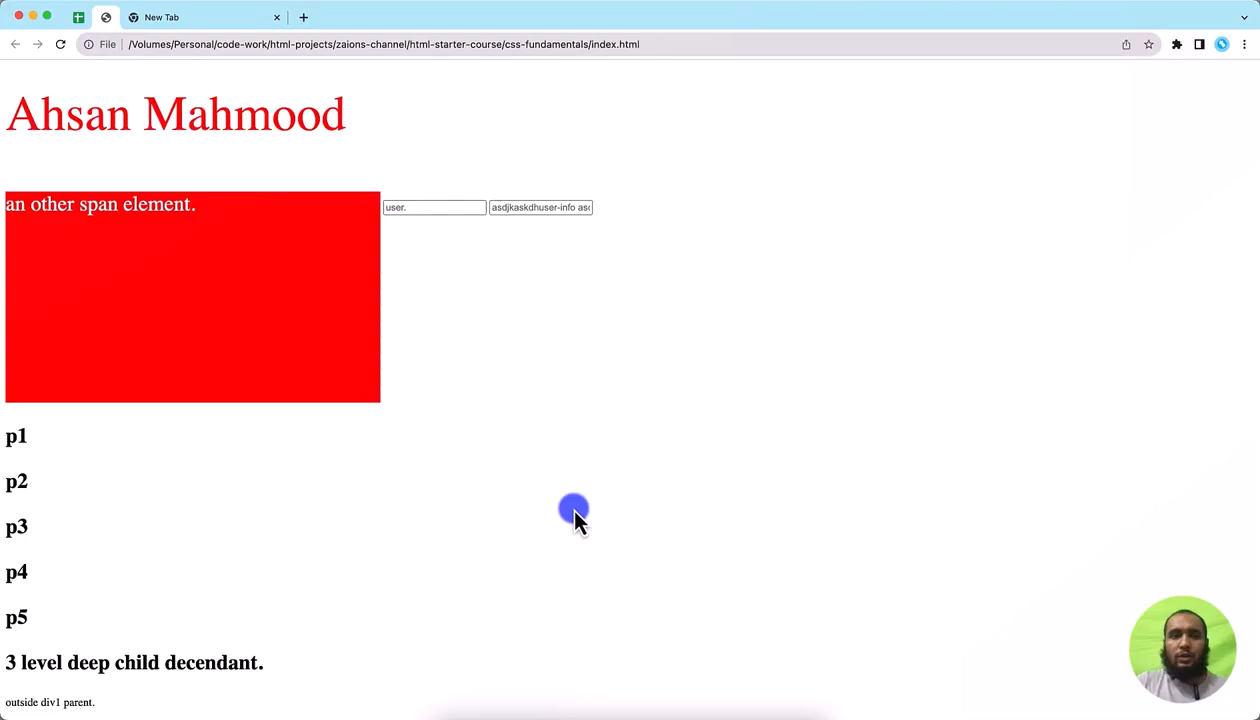 New Tab
File
/Volumes/Personal/code-work/html-projects/zaions-channel/html-starter-course/css-fundamentals/index.html
Ahsan Mahmood
an other span element.
user.
asdjkaskdhuser-info asd
p1
p2
p3
p4
p5
3 level deep child decendant.
outside div1 parent.